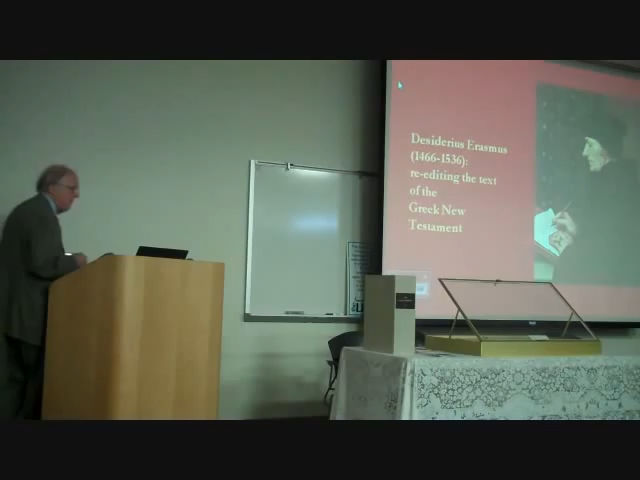 Desiderius Erasmus
(1466-1536):
re-editing the text
of the
Greek New
Testament